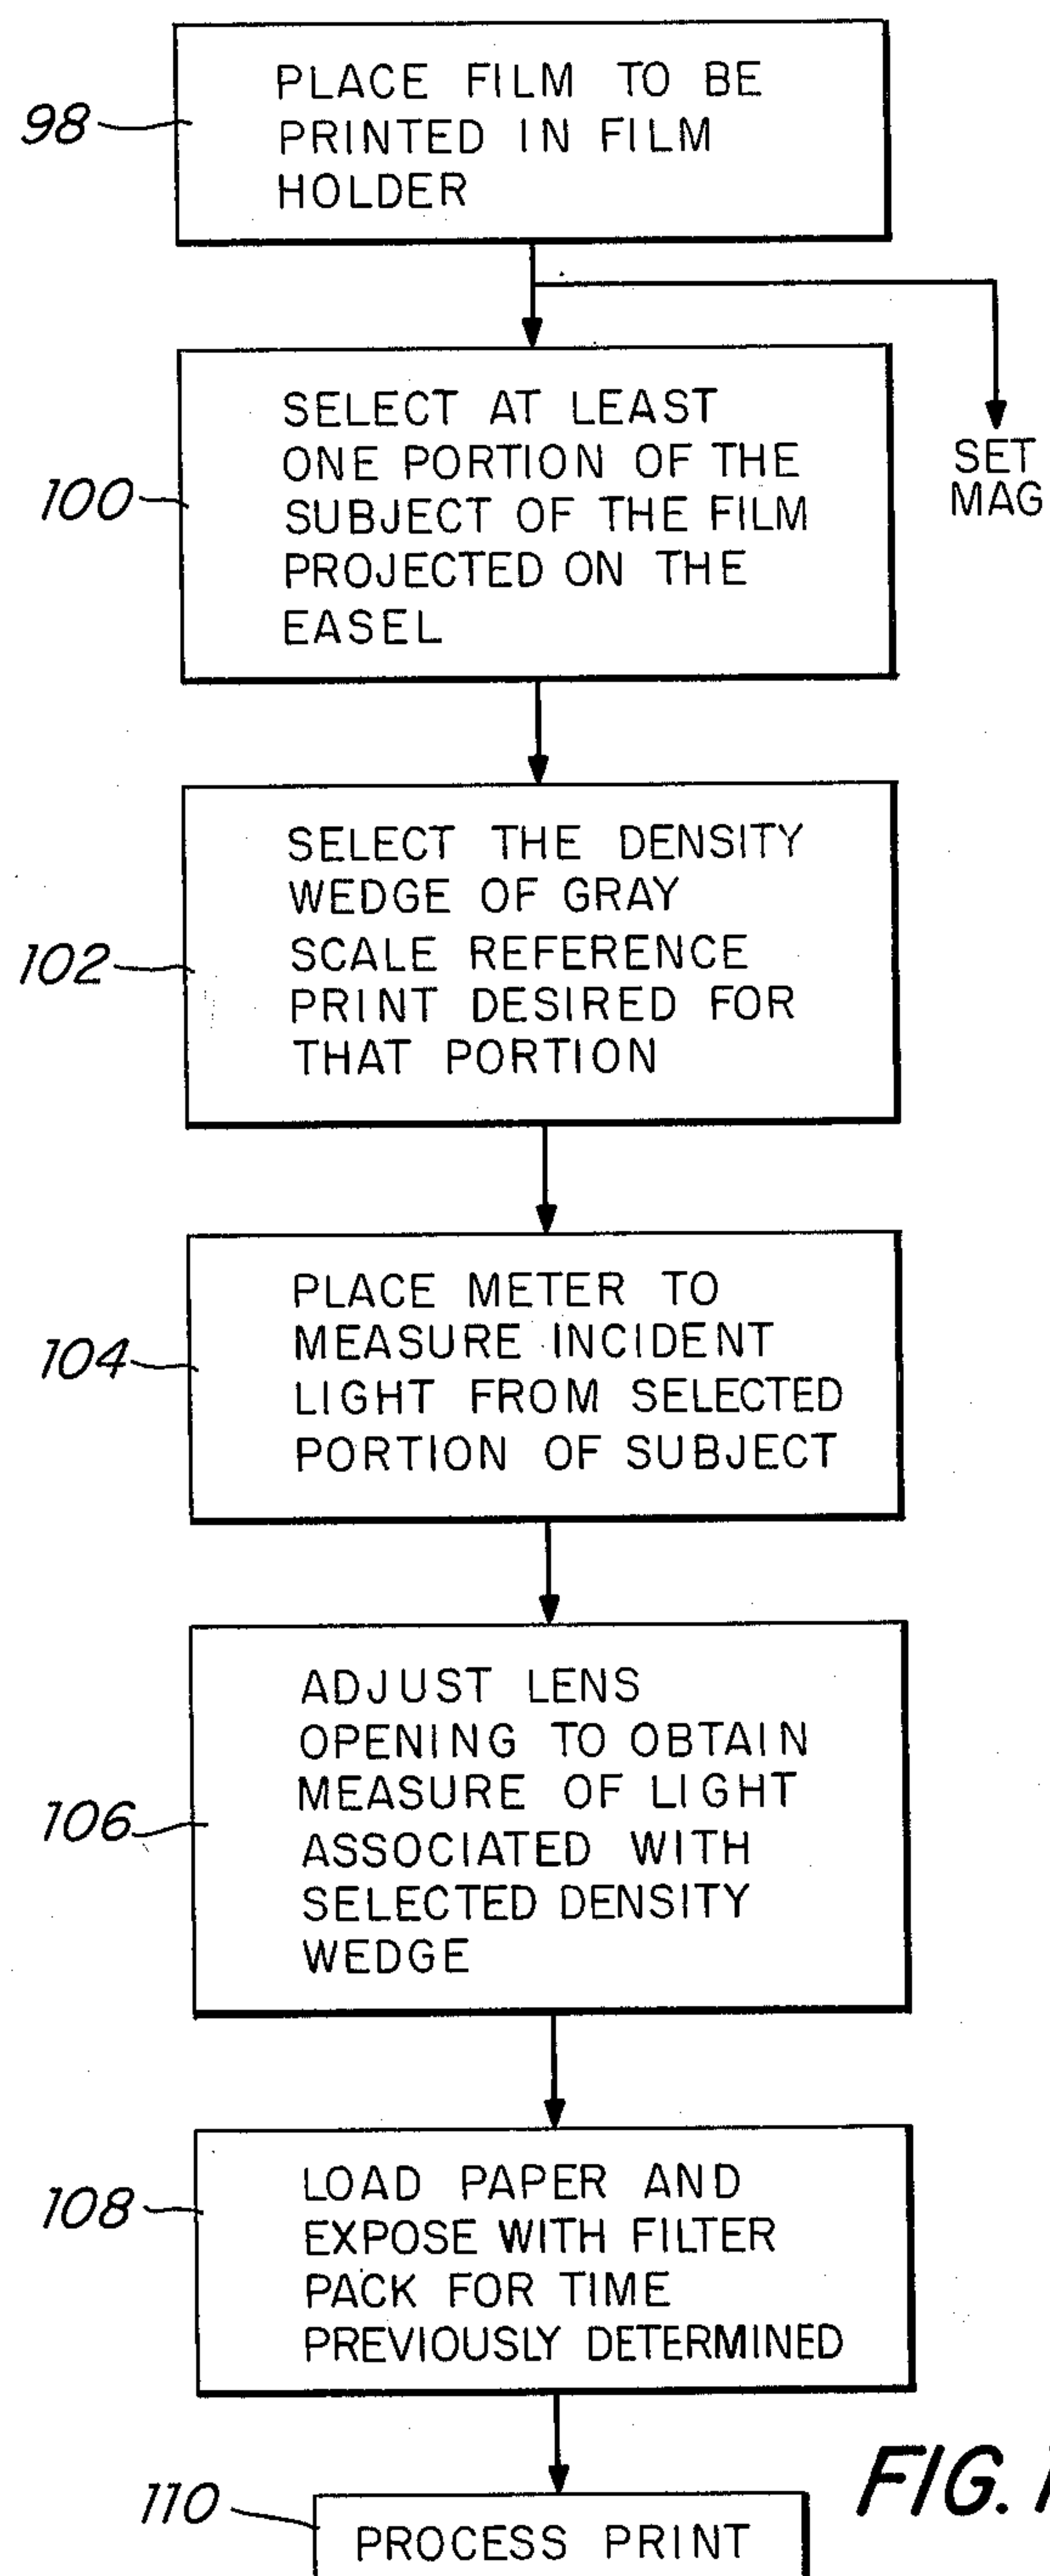 98
PLACE FILM TO BE
PRINTED IN FILM
HOLDER
SET
MAG
100
SELECT AT LEAST
ONE PORTION OF THE
SUBJECT OF THE FILM
PROJECTED ON THE
EASEL
102
SELECT THE DENSITY
WEDGE OF GRAY
SCALE REFERENCE
PRINT DESIRED FOR
THAT PORTION
104
PLACE METER TO
MEASURE INCIDENT
LIGHT FROM SELECTED
PORTION OF SUBJECT
106
ADJUST LENS
OPENING TO OBTAIN
MEASURE OF LIGHT
ASSOCIATED WITH
SELECTED DENSITY
WEDGE
108
LOAD PAPER AND
EXPOSE WITH FILTER
PACK FOR TIME
PREVIOUSLY DETERMINED
110
PROCESS PRINT
FIG.